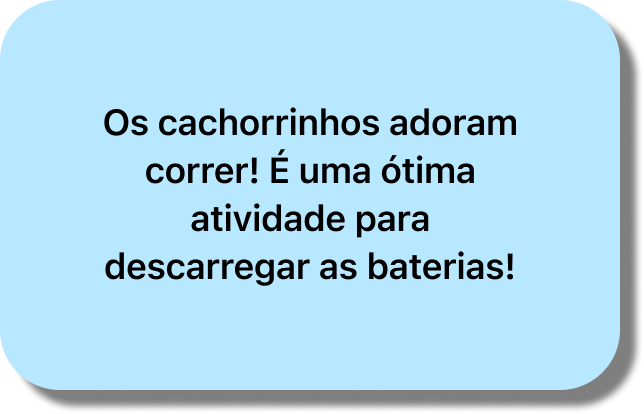 Os cachorrinhos adoram
correr! É uma ótima
atividade para
descarregar as baterias!